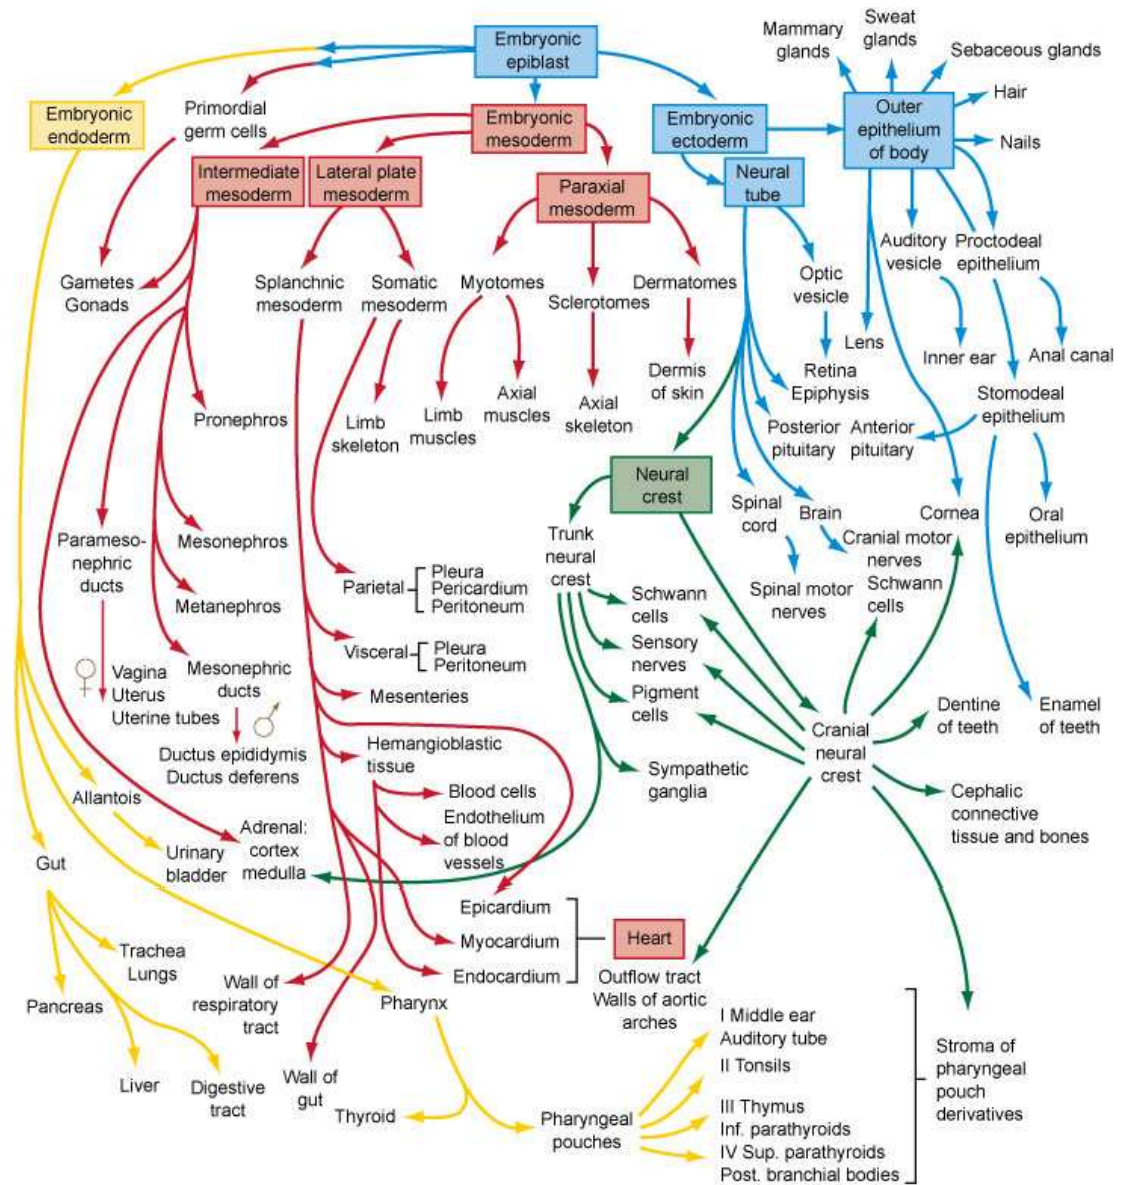 Embryonic
epiblast
Mammary
glands
Sweat
glands
Sebaceous glands
Hair
Nails
Embryonic
endoderm
Primordial
germ cells
Embryonic
mesoderm
Embryonic
ectoderm
Outer
epithelium
of body
Intermediate
mesoderm
Lateral plate
mesoderm
Paraxial
mesoderm
Neural
tube
Gametes
Gonads
Splanchnic
mesoderm
Somatic
mesoderm
Myotomes
Sclerotomes
Dermatomes
Optic
vesicle
Auditory
vesicle
Proctodeal
epithelium
Lens
Inner ear
Anal canal
Pronephros
Limb
skeleton
Limb
muscles
Axial
muscles
Axial
skeleton
Dermis
of skin
Retina
Epiphysis
Posterior
pituitary
Anterior
pituitary
Stomodeal
epithelium
Neural
crest
Spinal
cord
Brain
Cornea
Oral
epithelium
Parameso-
nephric
ducts
Mesonephros
Metanephros
Trunk
neural
crest
Cranial motor
nerves
Schwann
cells
Spinal motor
nerves
Parietal
Pleura
Pericardium
Peritoneum
Visceral
Pleura
Peritoneum
Mesenteries
Schwann
cells
Sensory
nerves
Pigment
cells
Sympathetic
ganglia
♀
Vagina
Uterus
Uterine tubes
Mesonephric
ducts
♂
Ductus epididymis
Ductus deferens
Hemangioblastic
tissue
Blood cells
Endothelium
of blood
vessels
Cranial
neural
crest
Dentine
of teeth
Enamel
of teeth
Cephalic
connective
tissue and bones
Allantois
Gut
Urinary
bladder
Adrenal:
cortex
medulla
Epicardium
Myocardium
Endocardium
Heart
Outflow tract
Walls of aortic
arches
Trachea
Lungs
Pancreas
Liver
Digestive
tract
Wall of
respiratory
tract
Wall of
gut
Pharynx
Thyroid
Pharyngeal
pouches
I Middle ear
Auditory tube
II Tonsils
III Thymus
Inf. parathyroids
IV Sup. parathyroids
Post. branchial bodies
Stroma of
pharyngeal
pouch
derivatives